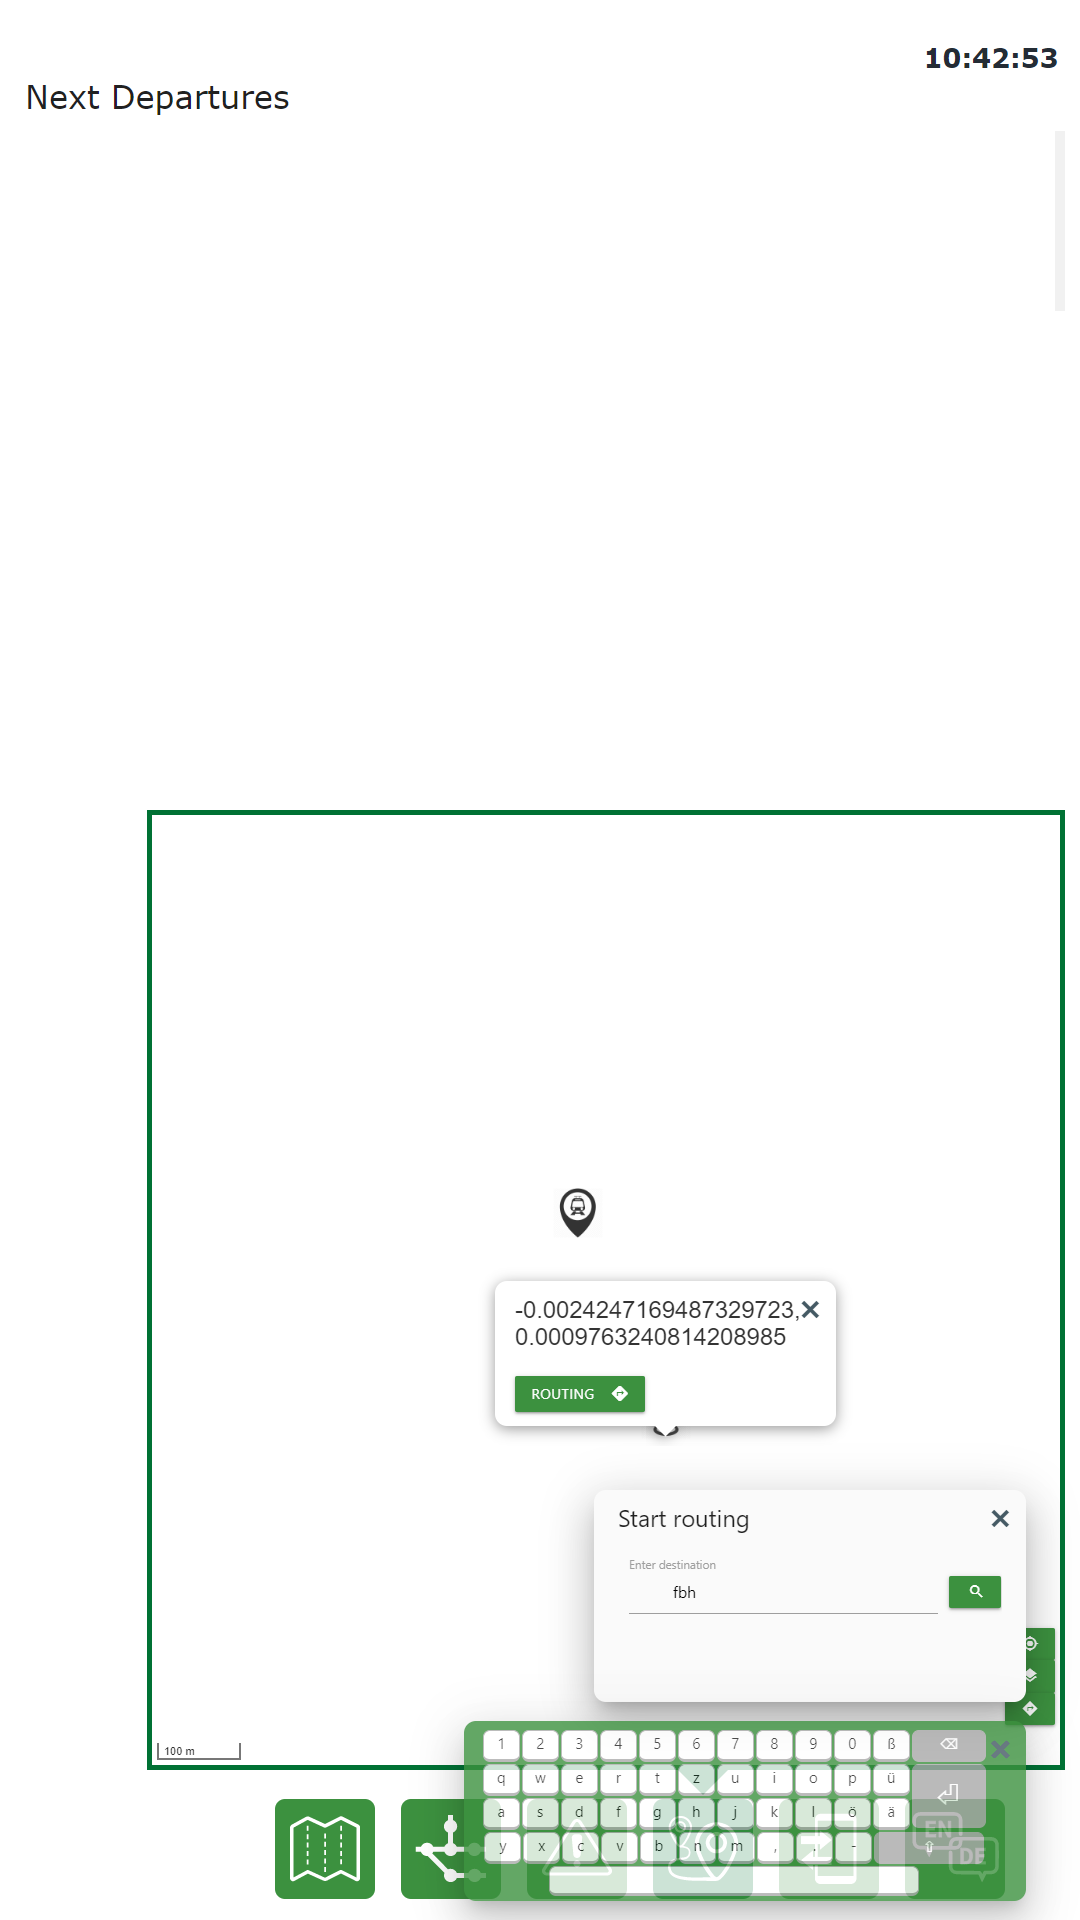 10:42:53
Next Departures
-0.0024247169487329723,
0.0009763240814208985
ROUTING
Start routing
Enter destination
fbh
100 m
1 2 3 4 5 6 7 8 9 0 ß
q w e r t z u i o p ü
a s d f g h j k l ö ä
y x c v b n m , . -
EN
DE